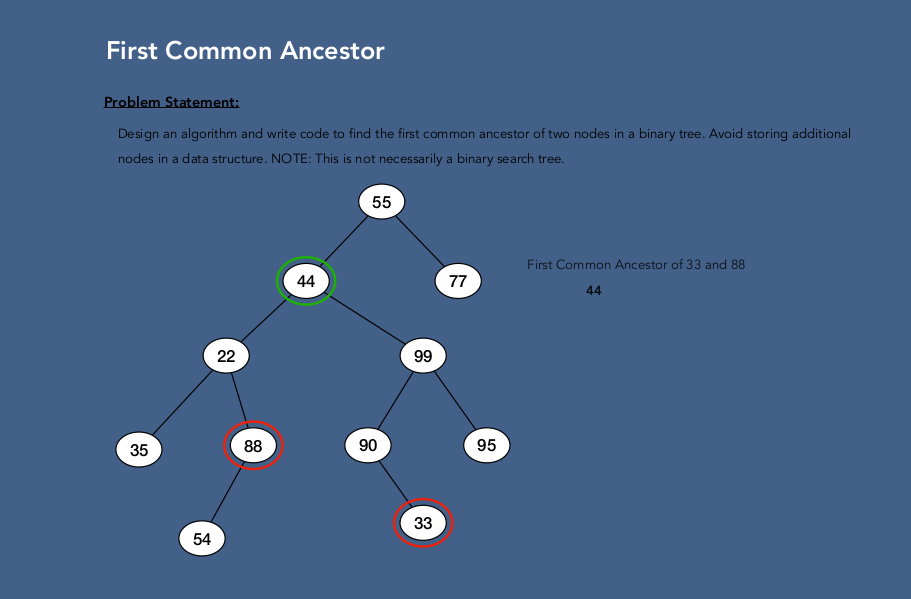 First Common Ancestor
Problem Statement:
Design an algorithm and write code to find the first common ancestor of two nodes in a binary tree. Avoid storing additional
nodes in a data structure. NOTE: This is not necessarily a binary search tree.
55
First Common Ancestor of 33 and 88
44
77
44
22
99
35
88
90
95
33
54